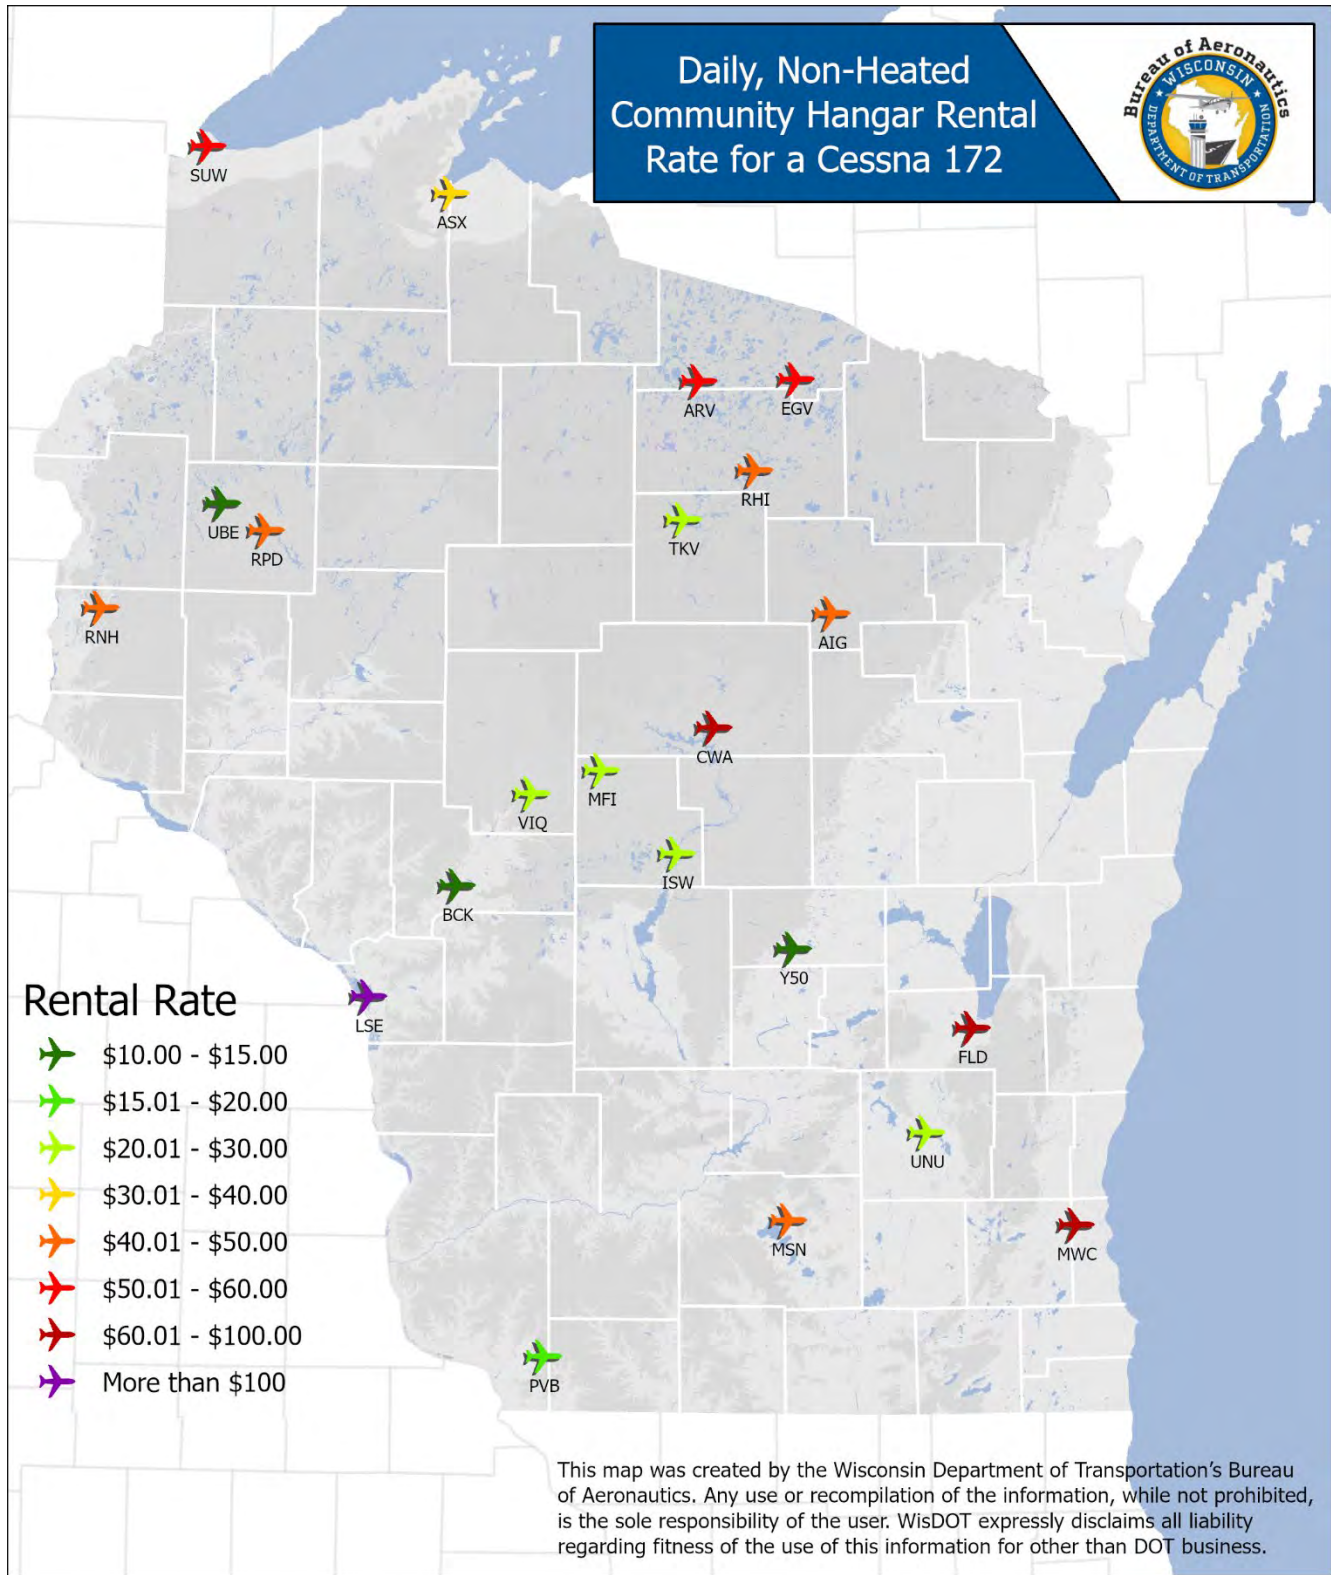 Daily, Non-Heated
Community Hangar Rental
Rate for a Cessna 172
Bureau of Aeronautics
WISCONSIN
DEPARTMENT OF TRANSPORTATION
SUW
ASX
ARV
EGV
RHI
UBE
TKV
RPD
RNH
AIG
CWA
MFI
VIQ
ISW
BCK
Y50
LSE
FLD
UNU
MSN
MWC
PVB
Rental Rate
$10.00 - $15.00
$15.01 - $20.00
$20.01 - $30.00
$30.01 - $40.00
$40.01 - $50.00
$50.01 - $60.00
$60.01 - $100.00
More than $100
This map was created by the Wisconsin Department of Transportation's Bureau
of Aeronautics. Any use or recompilation of the information, while not prohibited,
is the sole responsibility of the user. WisDOT expressly disclaims all liability
regarding fitness of the use of this information for other than DOT business.